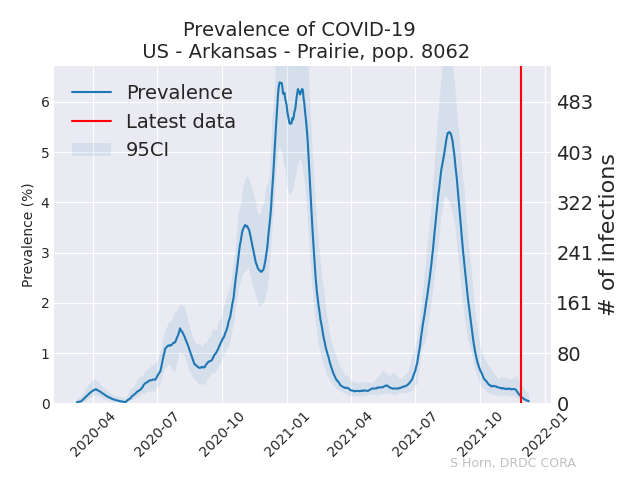 Prevalence of COVID-19
US - Arkansas - Prairie, pop. 8062
Prevalence
Latest data
95CI
Prevalence (%)
6
5
4
3
2
1
0
483
403
322
241
161
80
0
# of infections
2020-04
2020-07
2020-10
2021-01
2021-04
2021-07
2021-10
2022-01
S Horn, DRDC CORA